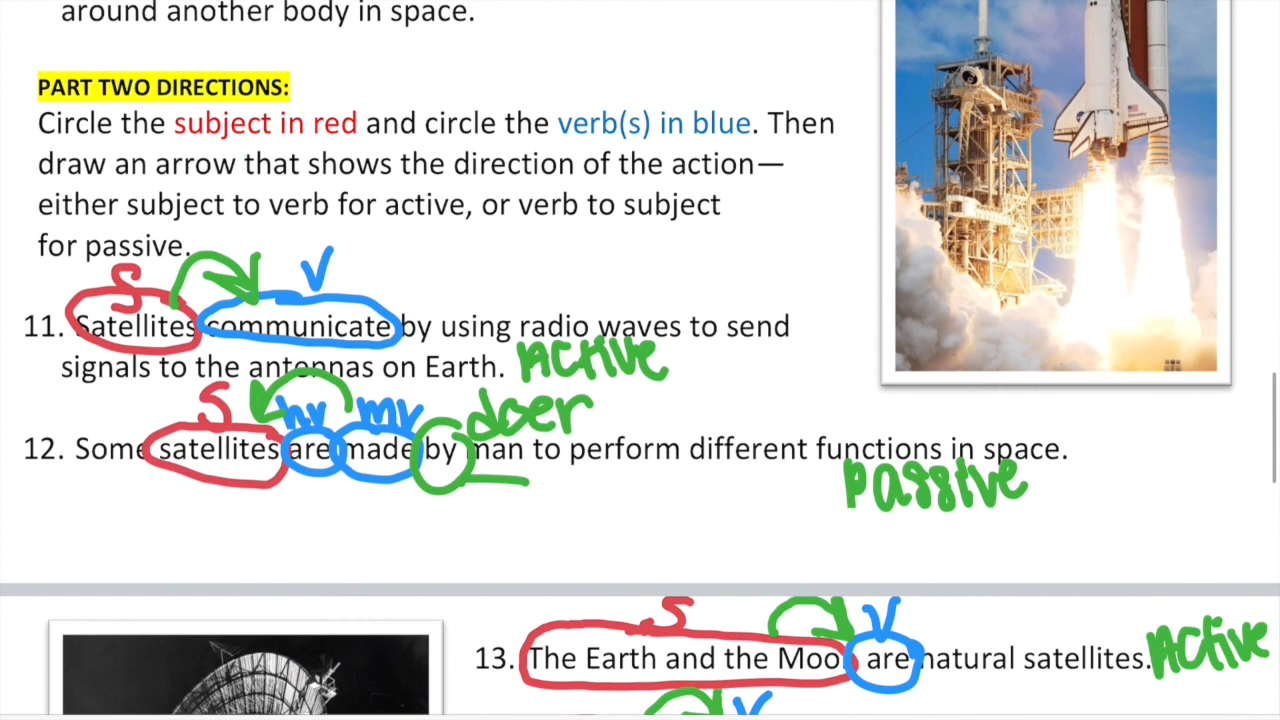 around another body in space.
PART TWO DIRECTIONS:
Circle the subject in red and circle the verb(s) in blue. Then
draw an arrow that shows the direction of the action—
either subject to verb for active, or verb to subject
for passive.
S V
11. Satellites communicate by using radio waves to send
signals to the antennas on Earth. Active
S hv mv doer
12. Some satellites are made by man to perform different functions in space.
Passive
S V
13. The Earth and the Moon are natural satellites. Active
V